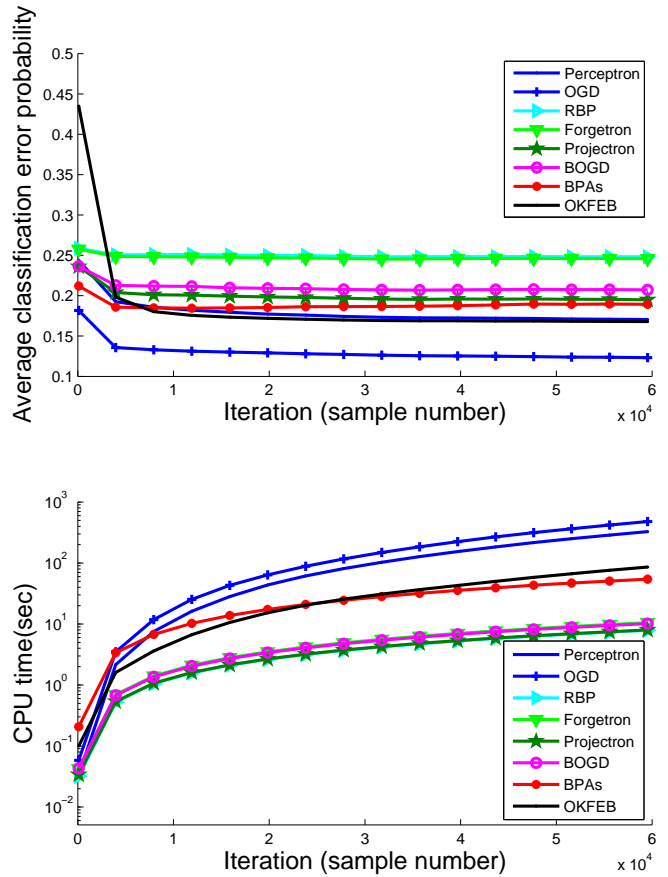 0.5
0.45
0.4
0.35
0.3
0.25
0.2
0.15
0.1
Average classification error probability
Perceptron
OGD
RBP
Forgetron
Projectron
BOGD
BPAs
OKFEB
0 1 2 3 4 5 6
x 10^4
Iteration (sample number)
10^3
10^2
10^1
10^0
10^-1
10^-2
CPU time(sec)
Perceptron
OGD
RBP
Forgetron
Projectron
BOGD
BPAs
OKFEB
0 1 2 3 4 5 6
x 10^4
Iteration (sample number)